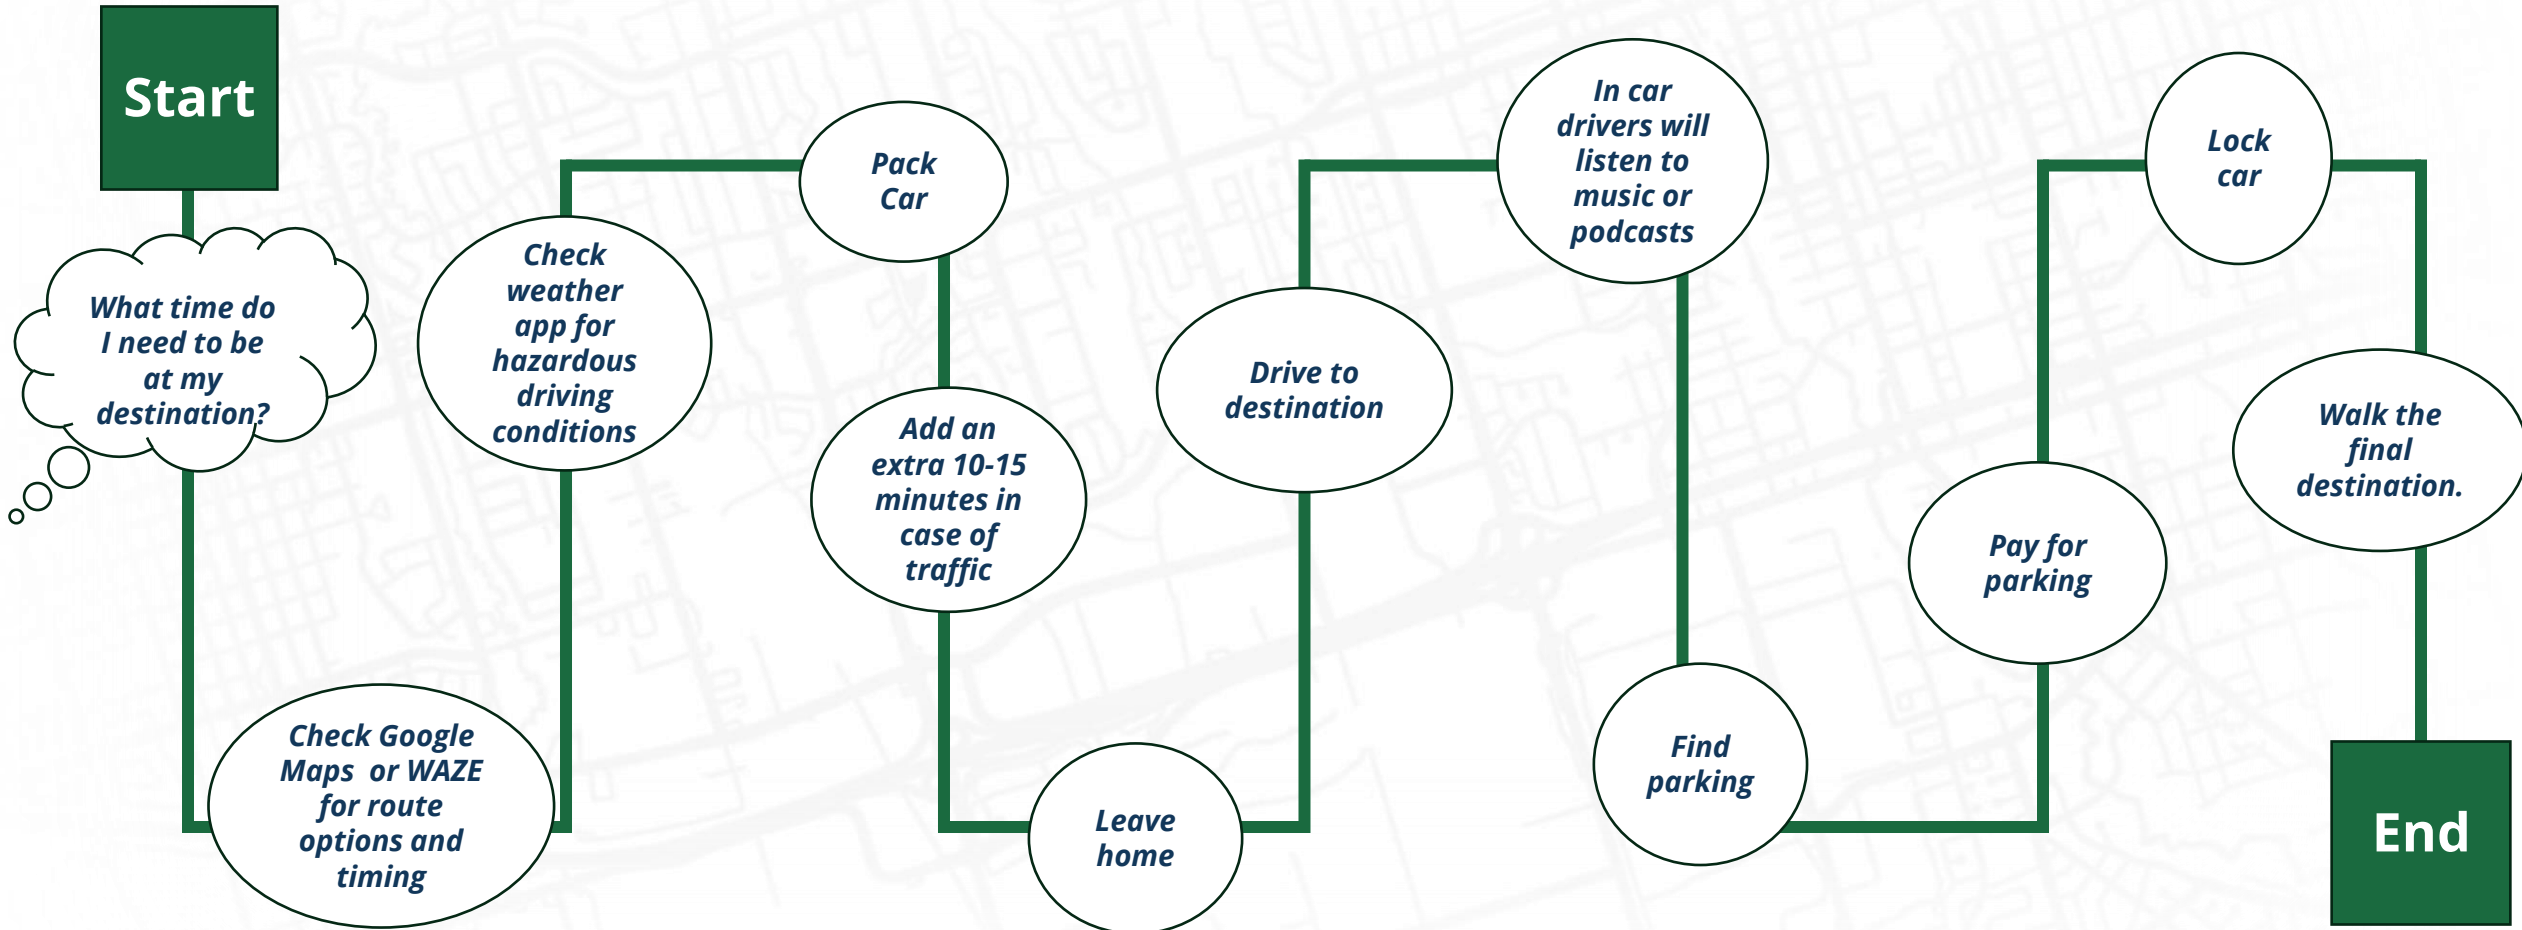 Start
What time do
I need to be
at my
destination?
Check Google
Maps  or WAZE
for route
options and
timing
Check
weather
app for
hazardous
driving
conditions
Pack
Car
Add an
extra 10-15
minutes in
case of
traffic
Leave
home
Drive to
destination
In car
drivers will
listen to
music or
podcasts
Find
parking
Pay for
parking
Lock
car
Walk the
final
destination.
End